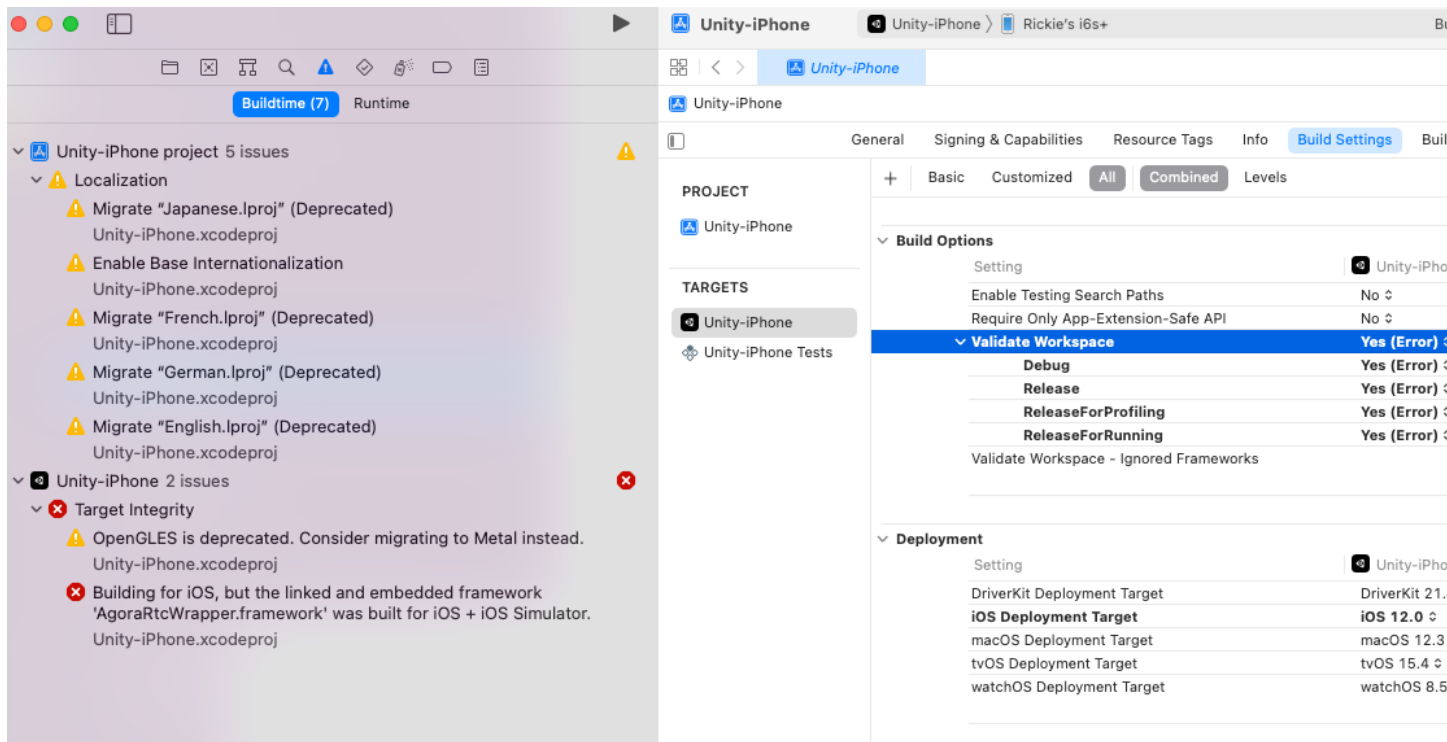 Buildtime (7) Runtime
Unity-iPhone project 5 issues
Localization
Migrate “Japanese.lproj” (Deprecated)
Unity-iPhone.xcodeproj
Enable Base Internationalization
Unity-iPhone.xcodeproj
Migrate “French.lproj” (Deprecated)
Unity-iPhone.xcodeproj
Migrate “German.lproj” (Deprecated)
Unity-iPhone.xcodeproj
Migrate “English.lproj” (Deprecated)
Unity-iPhone.xcodeproj
Unity-iPhone 2 issues
Target Integrity
OpenGLES is deprecated. Consider migrating to Metal instead.
Unity-iPhone.xcodeproj
Building for iOS, but the linked and embedded framework
'AgoraRtcWrapper.framework' was built for iOS + iOS Simulator.
Unity-iPhone.xcodeproj
Unity-iPhone Unity-iPhone 〉 Rickie’s i6s+
Unity-iPhone
Unity-iPhone
General Signing & Capabilities Resource Tags Info Build Settings
PROJECT
Unity-iPhone
TARGETS
Unity-iPhone
Unity-iPhone Tests
+ Basic Customized All Combined Levels
Build Options
Setting
Enable Testing Search Paths No
Require Only App-Extension-Safe API No
Validate Workspace Yes (Error)
Debug Yes (Error)
Release Yes (Error)
ReleaseForProfiling Yes (Error)
ReleaseForRunning Yes (Error)
Validate Workspace - Ignored Frameworks
Deployment
Setting
DriverKit Deployment Target DriverKit 21.
iOS Deployment Target iOS 12.0
macOS Deployment Target macOS 12.3
tvOS Deployment Target tvOS 15.4
watchOS Deployment Target watchOS 8.5